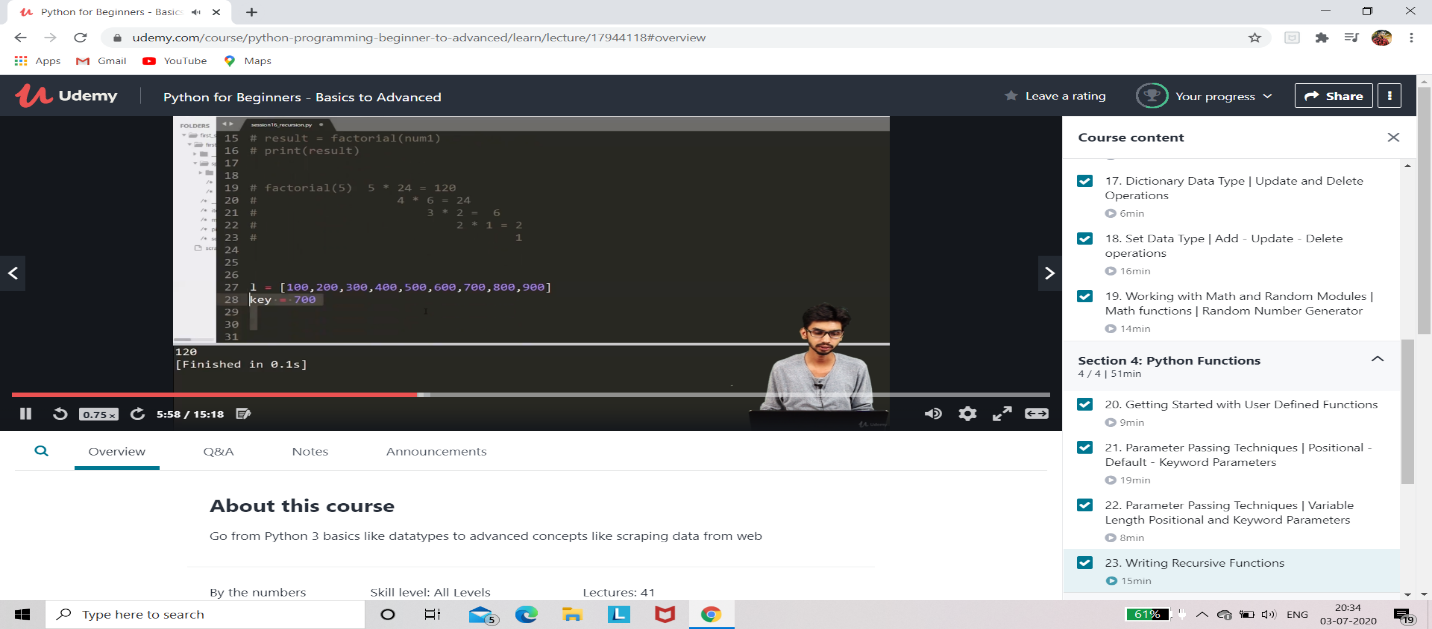 Python for Beginners - Basic
udemy.com/course/python-programming-beginner-to-advanced/learn/lecture/17944118#overview
Apps Gmail YouTube Maps
Udemy Python for Beginners - Basics to Advanced Leave a rating Your progress Share
FOLDERS
session15_recursion.py
15 # result = factorial(num1)
16 # print(result)
17
18
19 # factorial(5) 5 * 24 = 120
20 # 4 * 6 = 24
21 # 3 * 2 = 6
22 # 2 * 1 = 2
23 # 1
24
25
26
27 l = [100,200,300,400,500,600,700,800,900]
28 key = 700
29
30
31
120
[Finished in 0.1s]
0.75x 5:58 / 15:18
Overview Q&A Notes Announcements
About this course
Go from Python 3 basics like datatypes to advanced concepts like scraping data from web
By the numbers Skill level: All Levels Lectures: 41
Course content
17. Dictionary Data Type | Update and Delete
Operations
6min
18. Set Data Type | Add - Update - Delete
operations
16min
19. Working with Math and Random Modules |
Math functions | Random Number Generator
14min
Section 4: Python Functions
4 / 4 | 51min
20. Getting Started with User Defined Functions
9min
21. Parameter Passing Techniques | Positional -
Default - Keyword Parameters
19min
22. Parameter Passing Techniques | Variable
Length Positional and Keyword Parameters
8min
23. Writing Recursive Functions
15min
Type here to search
5
L
61%
ENG
20:34
03-07-2020
19